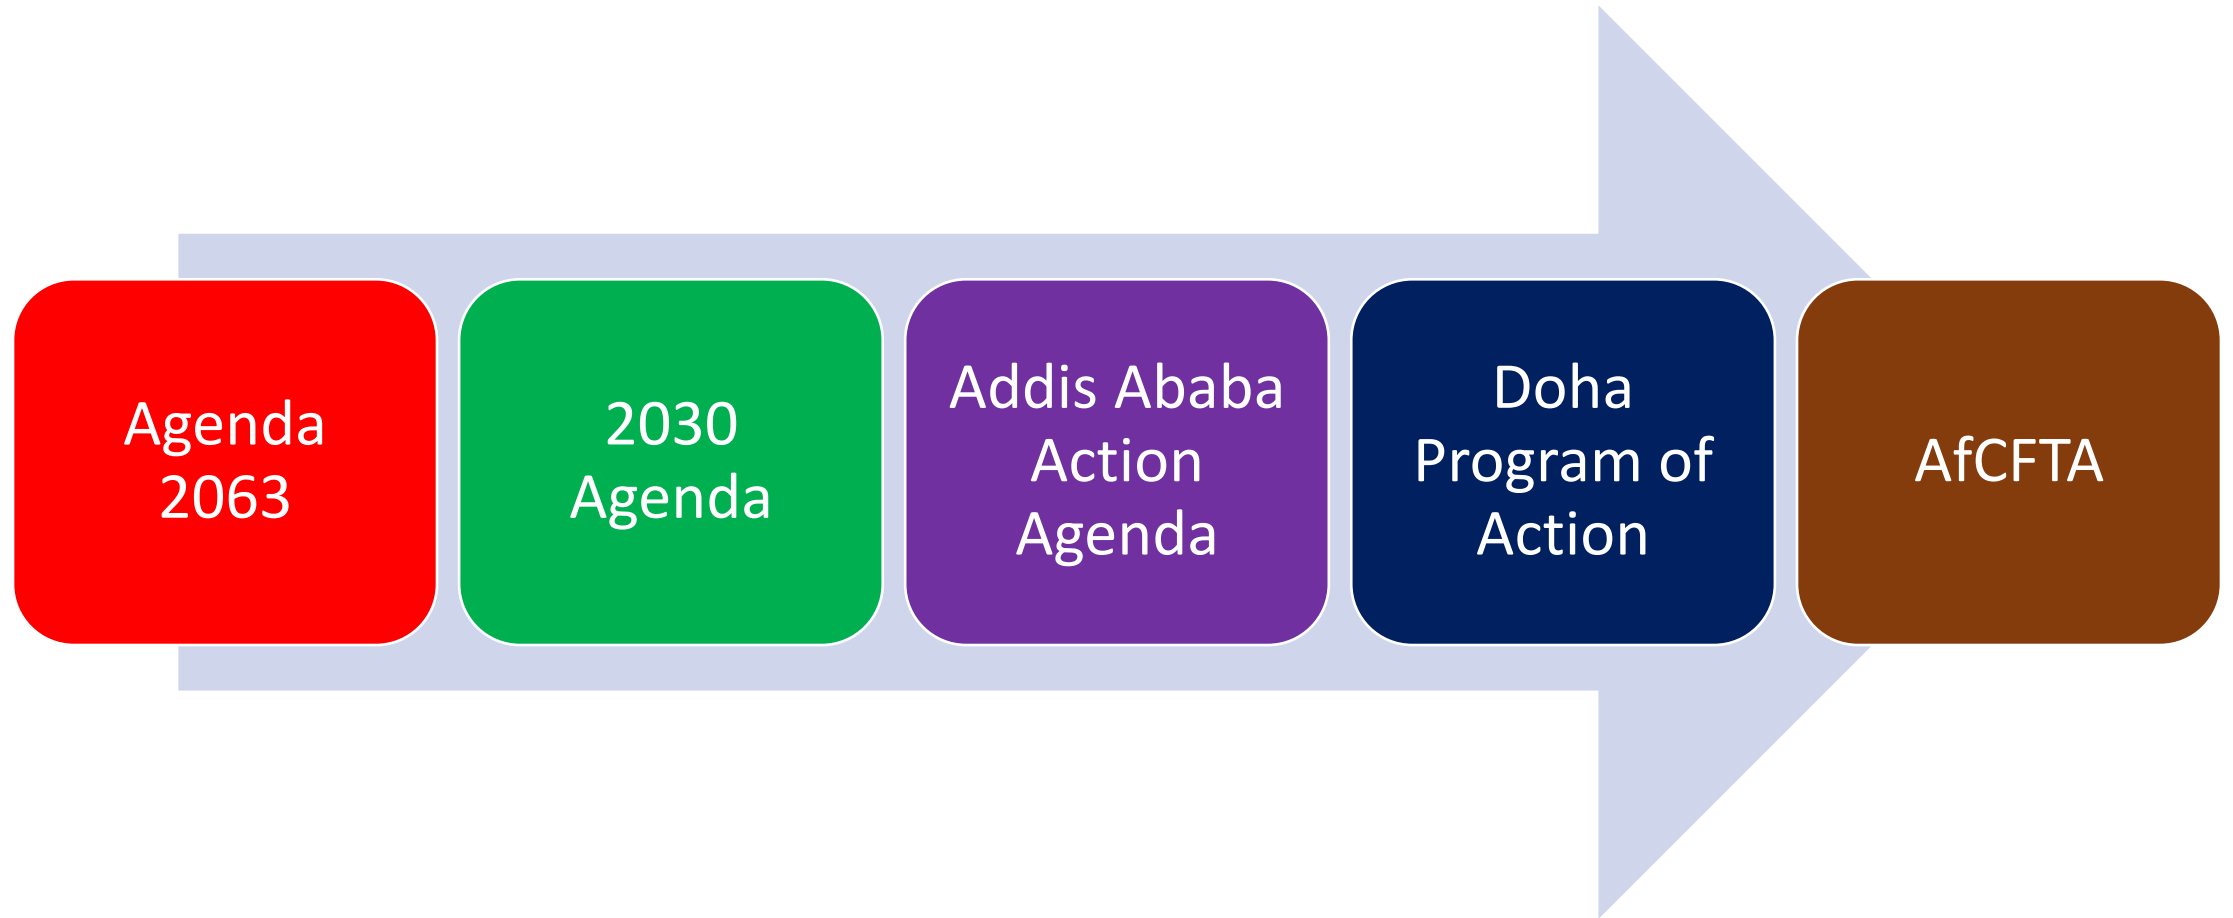 Agenda
2063
2030
Agenda
Addis Ababa
Action
Agenda
Doha
Program of
Action
AfCFTA